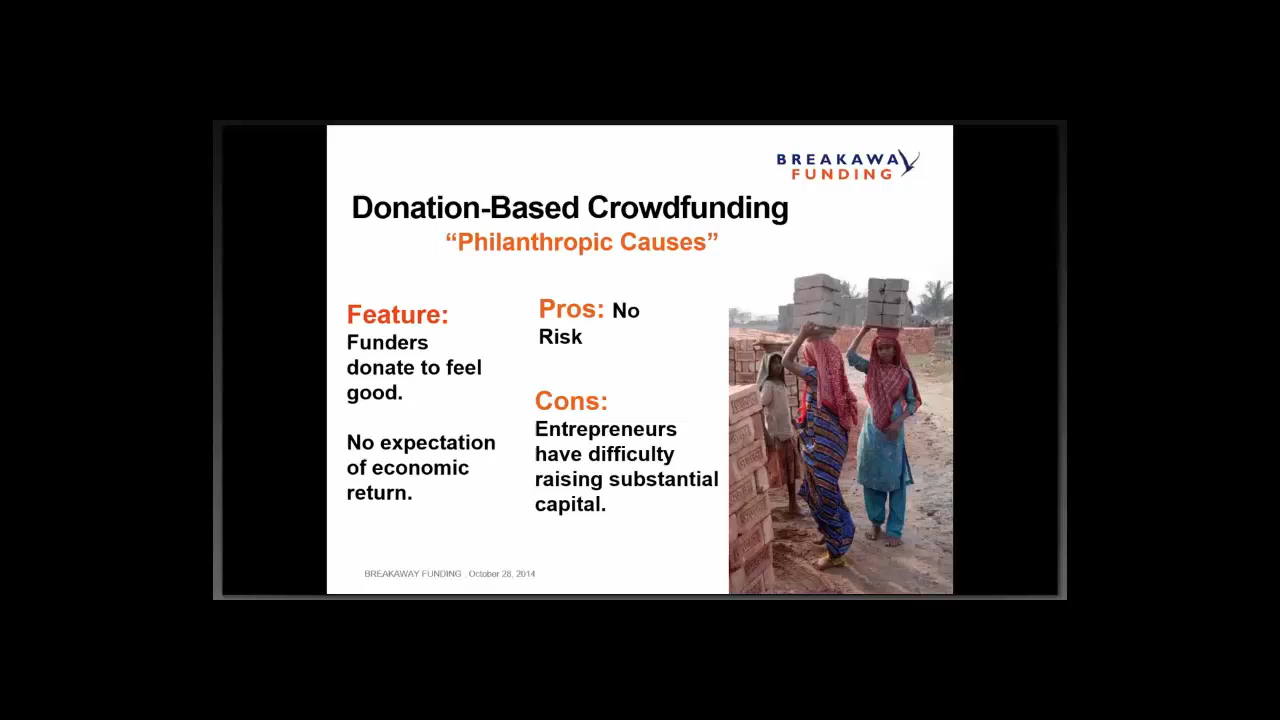 BREAKAWAY
FUNDING
Donation-Based Crowdfunding
“Philanthropic Causes”
Feature:
Funders
donate to feel
good.
No expectation
of economic
return.
Pros: No
Risk
Cons:
Entrepreneurs
have difficulty
raising substantial
capital.
BREAKAWAY FUNDING . October 28, 2014